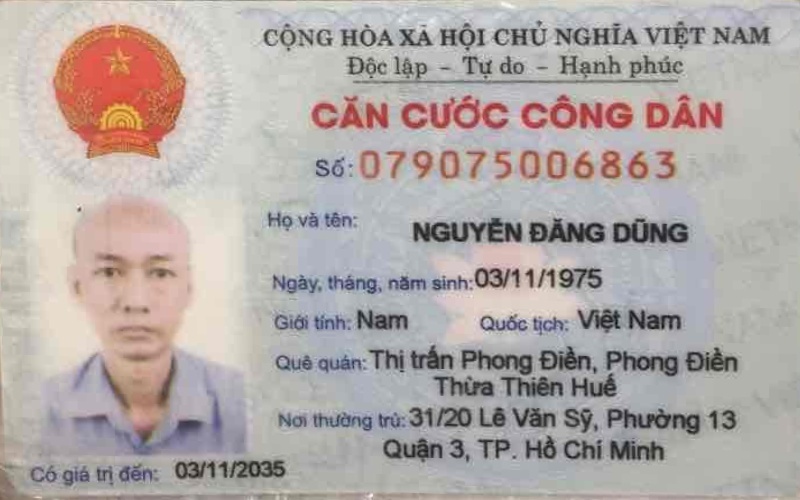 CỘNG HÒA XÃ HỘI CHỦ NGHĨA VIỆT NAM
Độc lập - Tự do - Hạnh phúc
CĂN CƯỚC CÔNG DÂN
Số: 079075006863
Họ và tên: NGUYỄN ĐĂNG DŨNG
Ngày, tháng, năm sinh: 03/11/1975
Giới tính: Nam Quốc tịch: Việt Nam
Quê quán: Thị trấn Phong Điền, Phong Điền
Thừa Thiên Huế
Nơi thường trú: 31/20 Lê Văn Sỹ, Phường 13
Quận 3, TP. Hồ Chí Minh
Có giá trị đến: 03/11/2035